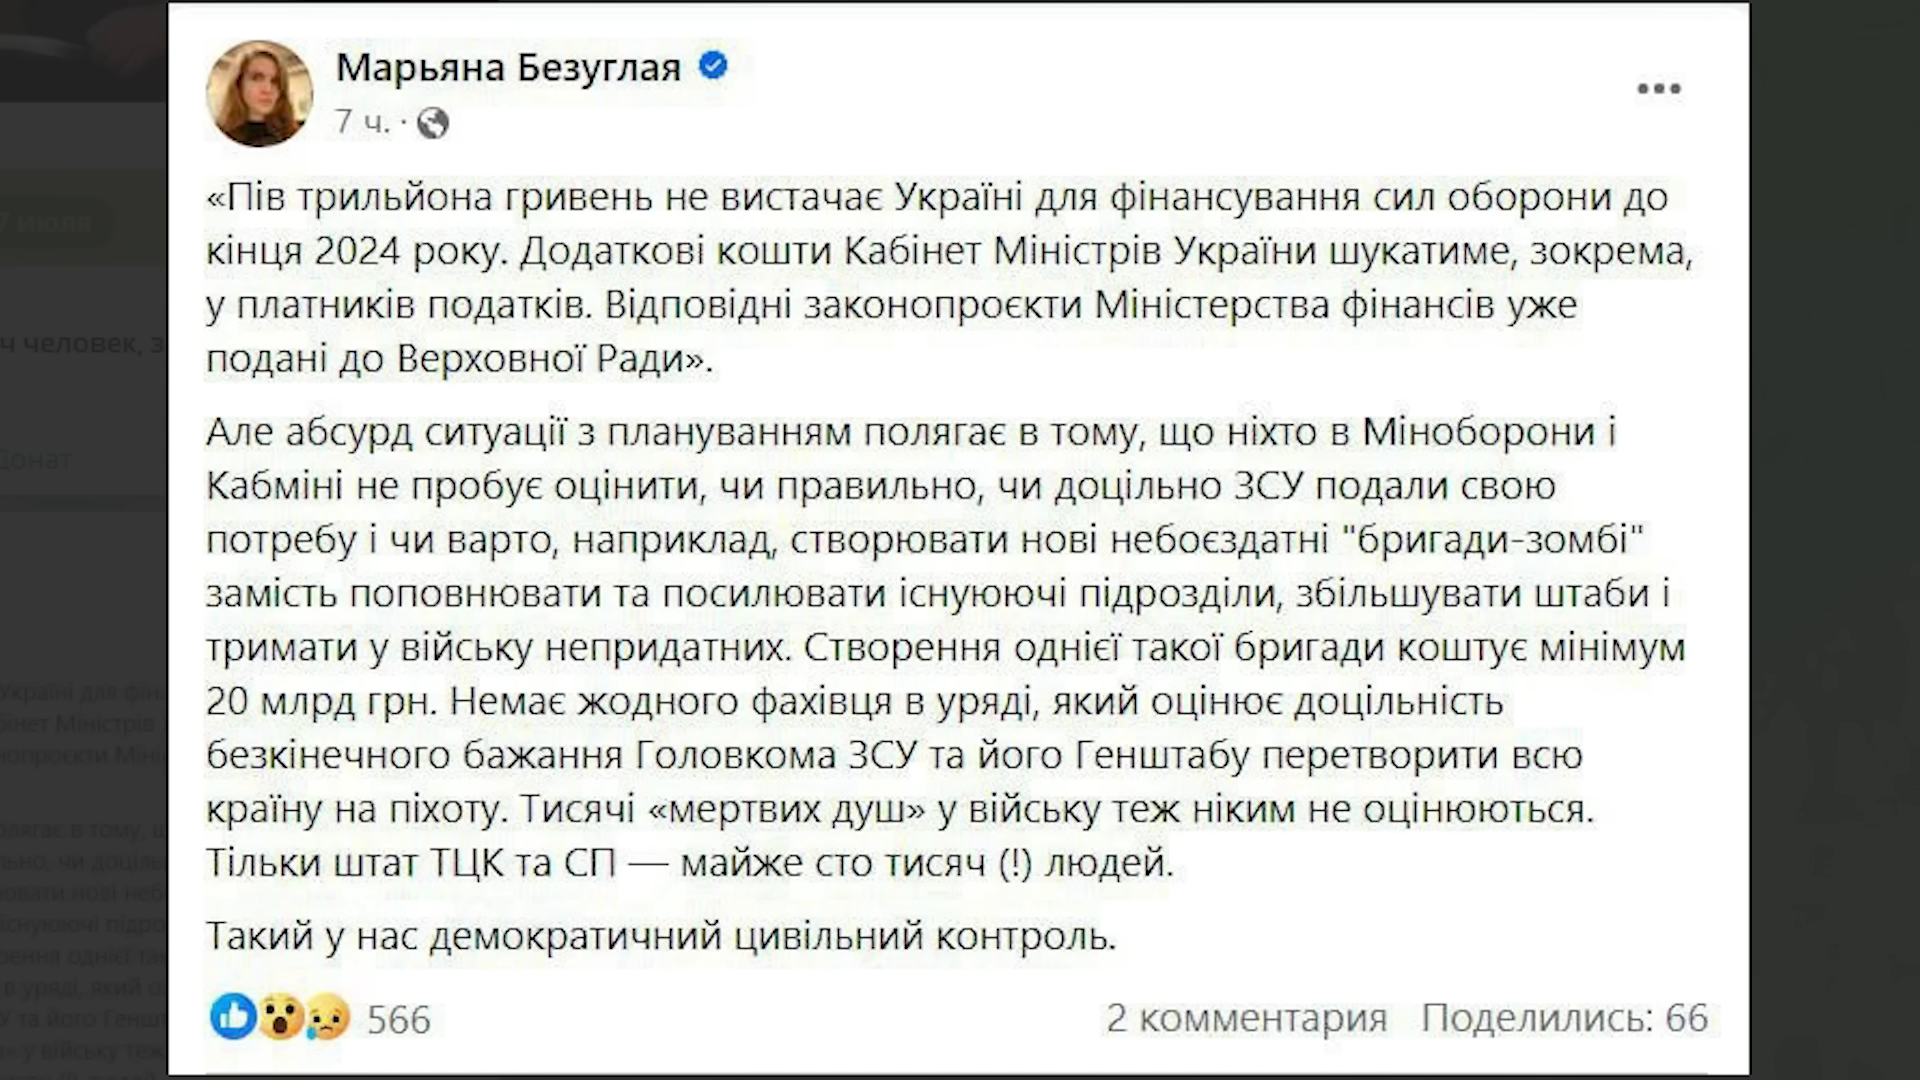 Марьяна Безуглая
7 ч. ·
«Пів трильйона гривень не вистачає Україні для фінансування сил оборони до
кінця 2024 року. Додаткові кошти Кабінет Міністрів України шукатиме, зокрема,
у платників податків. Відповідні законопроєкти Міністерства фінансів уже
подані до Верховної Ради».
Але абсурд ситуації з плануванням полягає в тому, що ніхто в Міноборони і
Кабміні не пробує оцінити, чи правильно, чи доцільно ЗСУ подали свою
потребу і чи варто, наприклад, створювати нові небоєздатні "бригади-зомбі"
замість поповнювати та посилювати існуюючі підрозділи, збільшувати штаби і
тримати у війську непридатних. Створення однієї такої бригади коштує мінімум
20 млрд грн. Немає жодного фахівця в уряді, який оцінює доцільність
безкінечного бажання Головкома ЗСУ та його Генштабу перетворити всю
країну на піхоту. Тисячі «мертвих душ» у війську теж ніким не оцінюються.
Тільки штат ТЦК та СП — майже сто тисяч (!) людей.
Такий у нас демократичний цивільний контроль.
566 2 комментария Поделились: 66
7 июля
ч человек, з
Донат